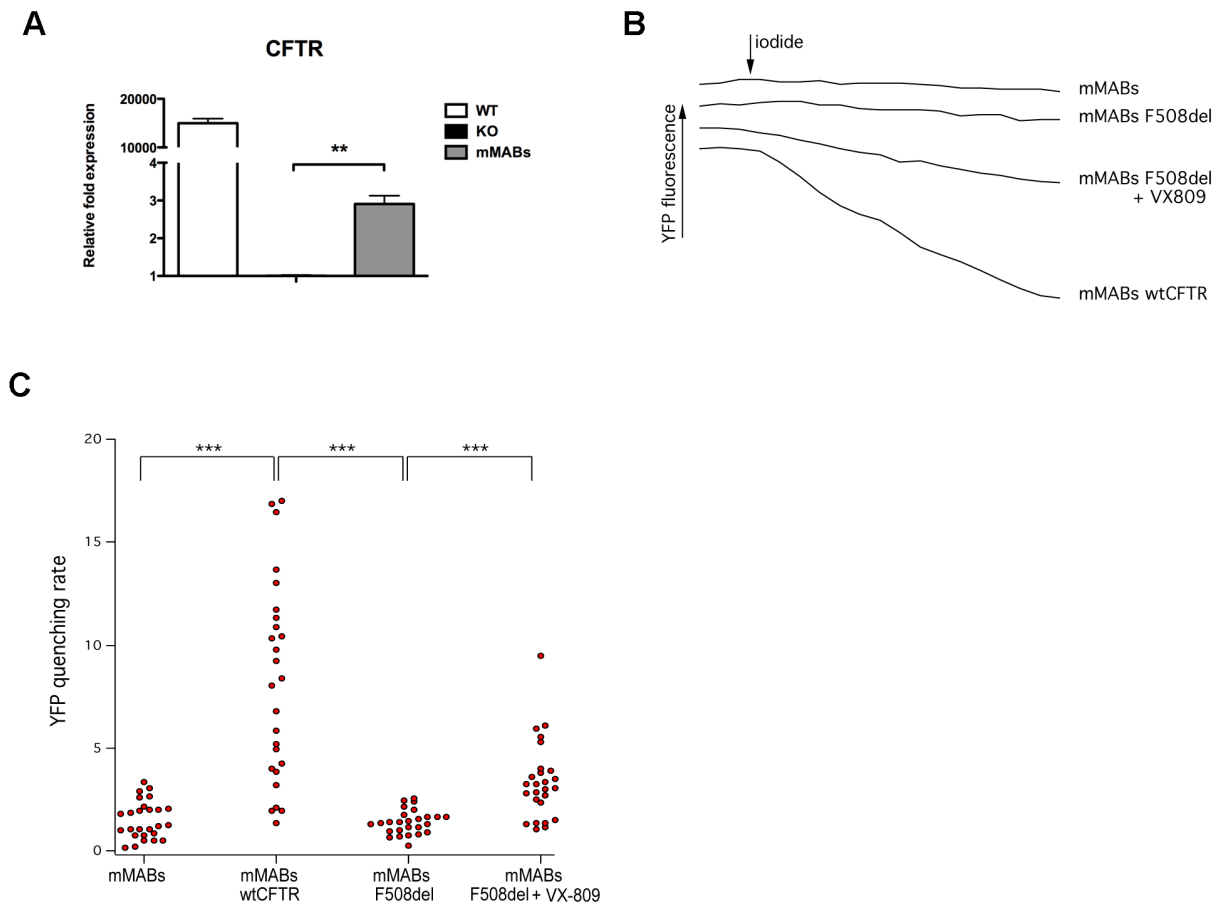 A
CFTR
Relative fold expression
20000
10000
4
3
2
1
**
WT
KO
mMABs
B
iodide
YFP fluorescence
mMABs
mMABs F508del
mMABs F508del
+ VX809
mMABs wtCFTR
C
YFP quenching rate
20
15
10
5
0
*** *** ***
mMABs
mMABs
wtCFTR
mMABs
F508del
mMABs
F508del + VX-809